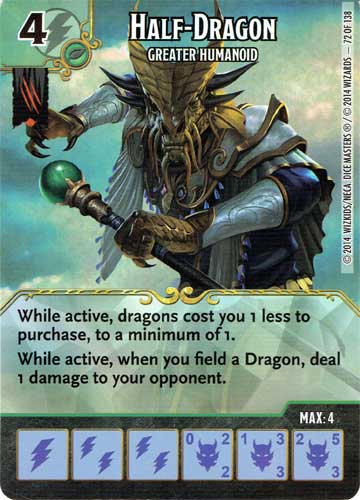 4
HALF-DRAGON
GREATER HUMANOID
© 2014 WIZKIDS/NECA. DICE MASTERS ® / © 2014 WIZARDS — 72 OF 138
While active, dragons cost you 1 less to
purchase, to a minimum of 1.
While active, when you field a Dragon, deal
1 damage to your opponent.
MAX: 4
0 2 2
1 3 3
2 5 3